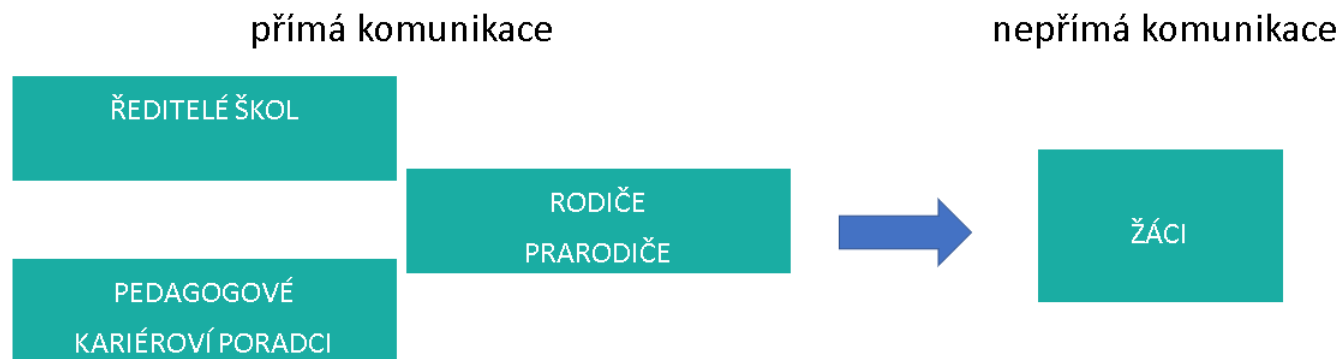 přímá komunikace
nepřímá komunikace
ŘEDITELÉ ŠKOL
RODIČE
PRARODIČE
ŽÁCI
PEDAGOGOVÉ
KARIÉROVÍ PORADCI